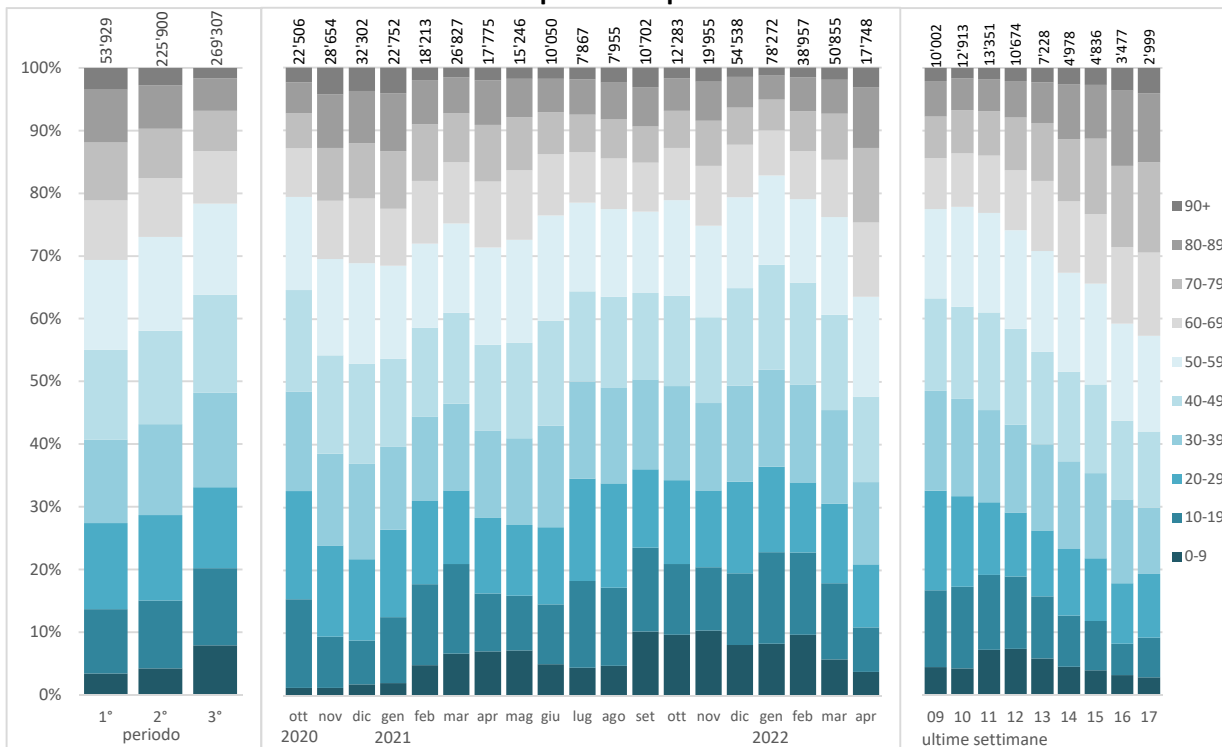 53'929 225'900 269'307
22'506 28'654 32'302 22'752 18'213 26'827 17'775 15'246 10'050 7'867 7'955 10'702 12'283 19'955 54'538 78'272 38'957 50'855 17'748
10'002 12'913 13'351 10'674 7'228 4'978 4'836 3'477 2'999
100%
90%
80%
70%
60%
50%
40%
30%
20%
10%
0%
1° 2° 3°
periodo
ott nov dic gen feb mar apr mag giu lug ago set ott nov dic gen feb mar apr
2020 2021 2022
09 10 11 12 13 14 15 16 17
ultime settimane
90+
80-89
70-79
60-69
50-59
40-49
30-39
20-29
10-19
0-9